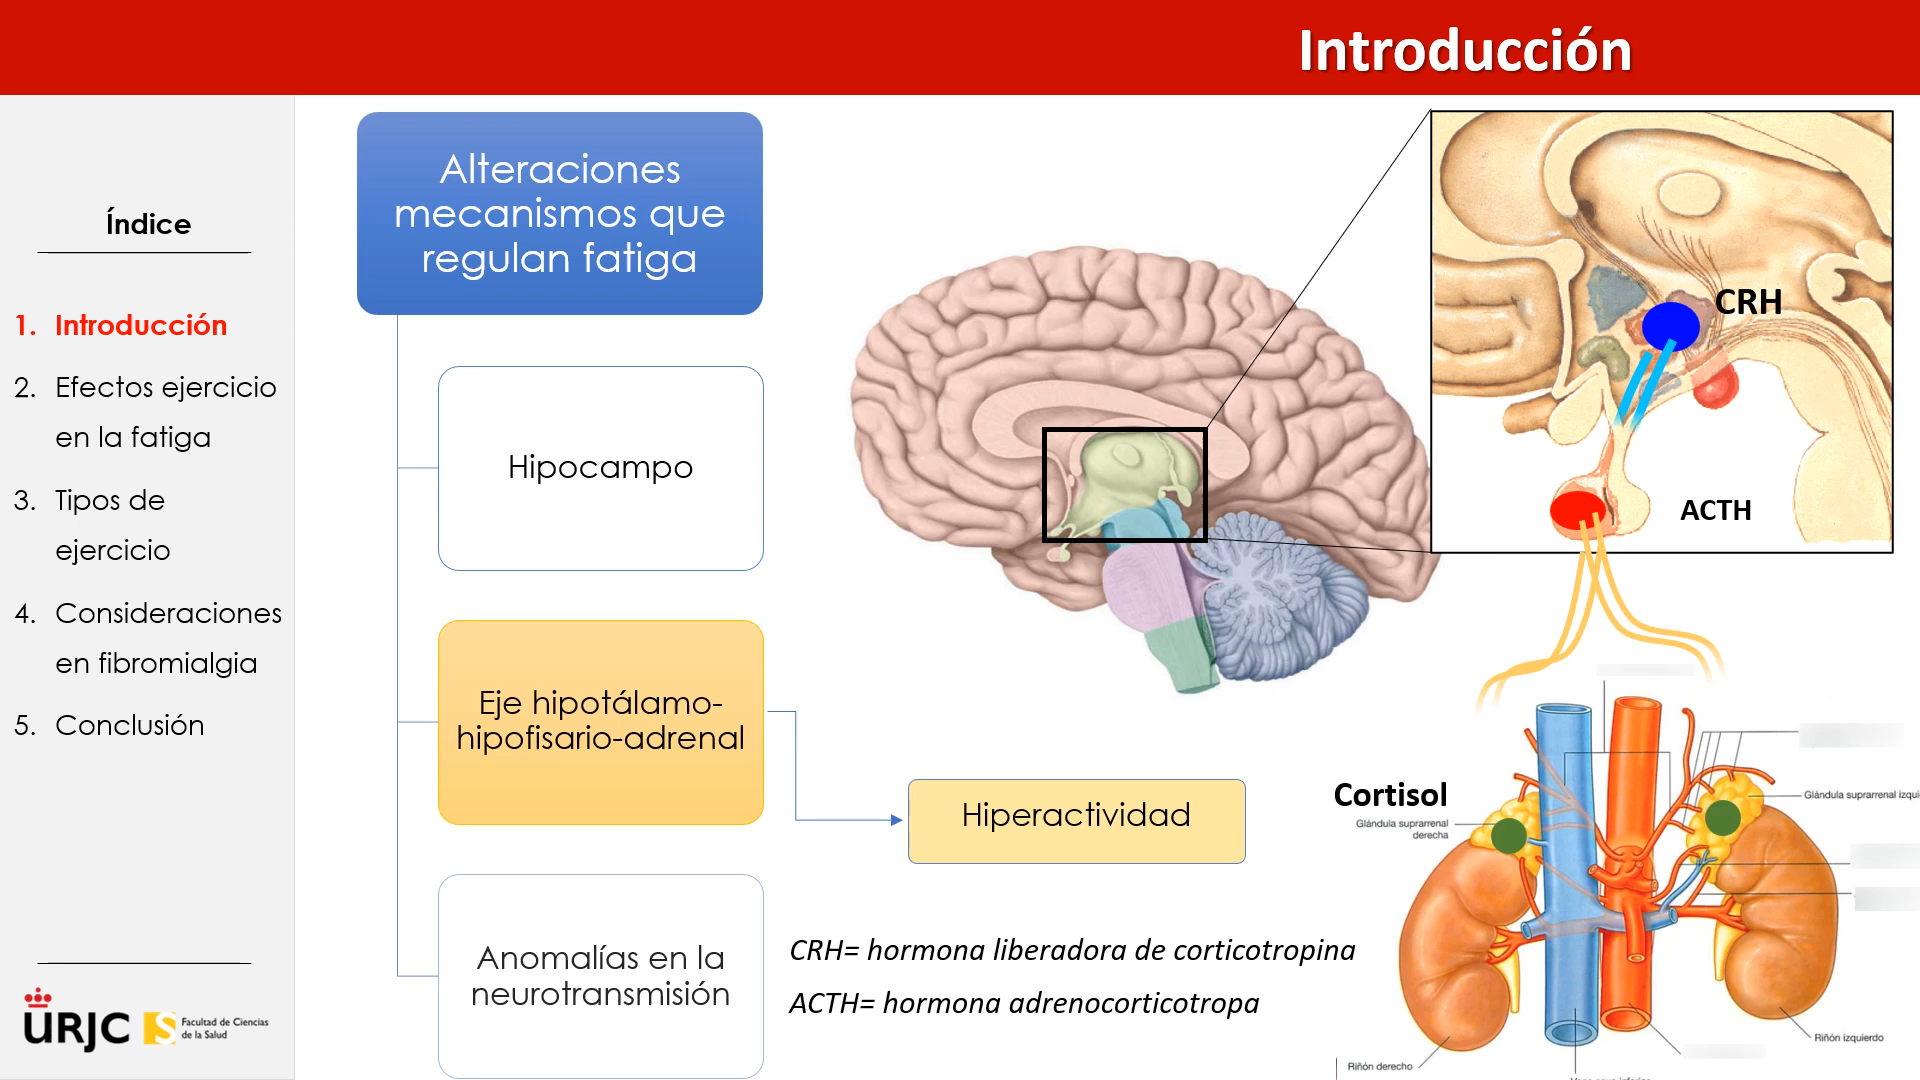 Introducción
Índice
1. Introducción
2. Efectos ejercicio
en la fatiga
3. Tipos de
ejercicio
4. Consideraciones
en fibromialgia
5. Conclusión
URJC
Facultad de Ciencias
de la Salud
Alteraciones
mecanismos que
regulan fatiga
Hipocampo
Eje hipotálamo-
hipofisario-adrenal
Anomalías en la
neurotransmisión
Hiperactividad
CRH
ACTH
Cortisol
Glándula suprarrenal
derecha
Glándula suprarrenal izqui
Riñón izquierdo
Riñón derecho
CRH= hormona liberadora de corticotropina
ACTH= hormona adrenocorticotropa